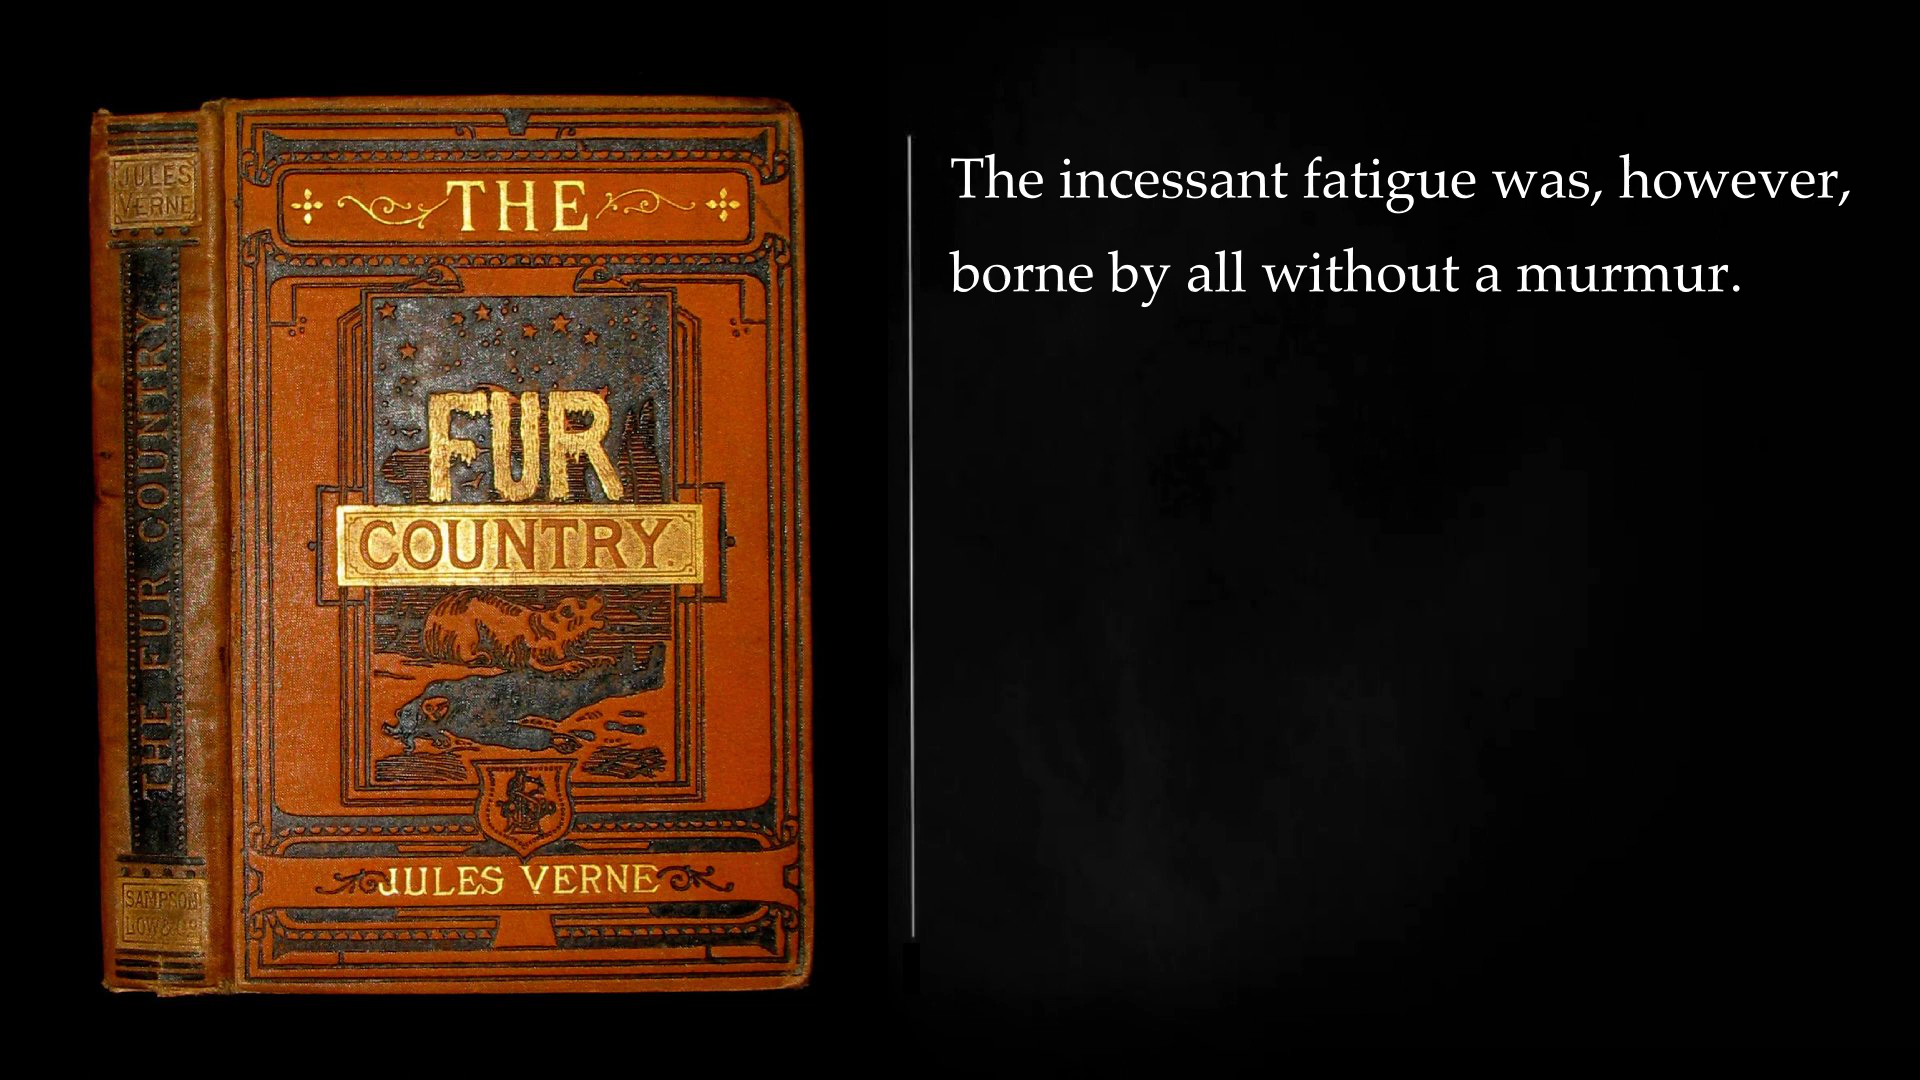 JULES
VERNE
THE FUR COUNTRY.
SAMPSON
LOW & Co
THE
FUR
COUNTRY.
JULES VERNE
The incessant fatigue was, however,
borne by all without a murmur.